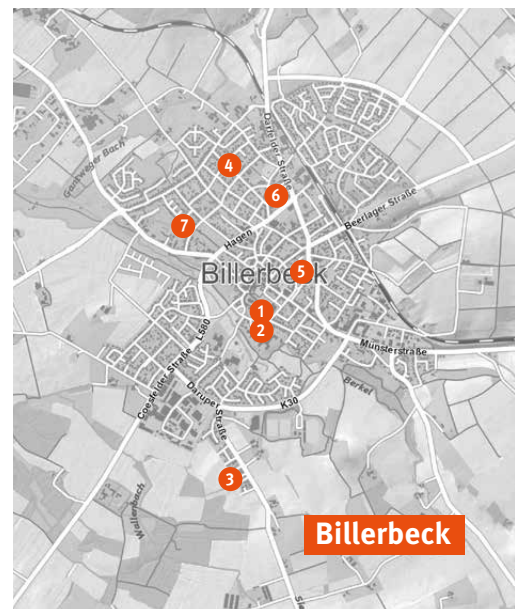 Gantweger Bach
Darfelder Straße
4
6
Beerlager Straße
7
Hagen
Billerbeck
5
1
2
L580
Münsterstraße
Coesfelder Straße
Daruper Straße
K30
Berkel
3
Wallenbach
Billerbeck